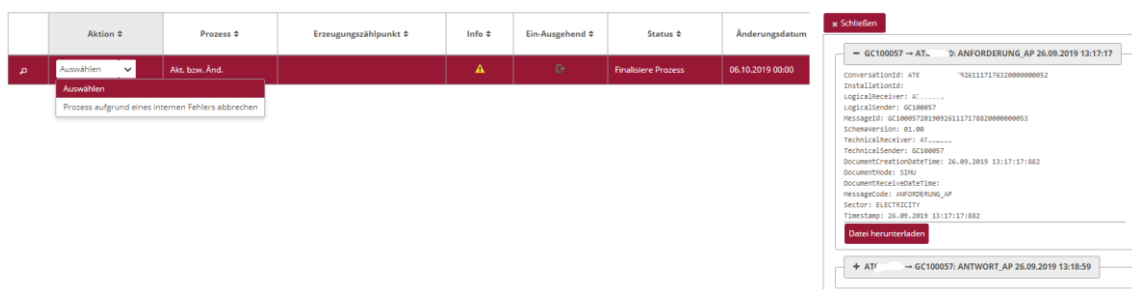 Aktion
Prozess
Erzeugungszählpunkt
Info
Ein-Ausgehend
Status
Änderungsdatum
Auswählen
Akt. bzw. Änd.
Finalisiere Prozess
06.10.2019 00:00
Auswählen
Prozess aufgrund eines internen Fehlers abbrechen
× Schließen
− GC100057 → 0: ANFORDERUNG_AP 26.09.2019 13:17:17
ConversationId: ATE
InstallationId:
LogicalReceiver:
LogicalSender: GC100057
MessageId: GC100057201909261117178820000000053
SchemaVersion: 01.00
TechnicalReceiver:
TechnicalSender: GC100057
DocumentCreationDateTime: 26.09.2019 13:17:17:882
DocumentMode: SIMU
DocumentReceiveDateTime:
MessageCode: ANFORDERUNG_AP
Sector: ELECTRICITY
Timestamp: 26.09.2019 13:17:17:882
Datei herunterladen
+ → GC100057: ANTWORT_AP 26.09.2019 13:18:59